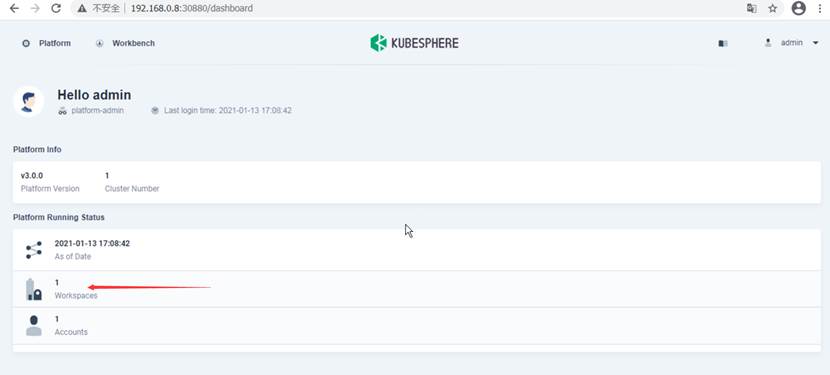 不安全 192.168.0.8:30880/dashboard
Platform Workbench KUBESPHERE admin
Hello admin
platform-admin Last login time: 2021-01-13 17:08:42
Platform Info
v3.0.0 1
Platform Version Cluster Number
Platform Running Status
2021-01-13 17:08:42
As of Date
1
Workspaces
1
Accounts